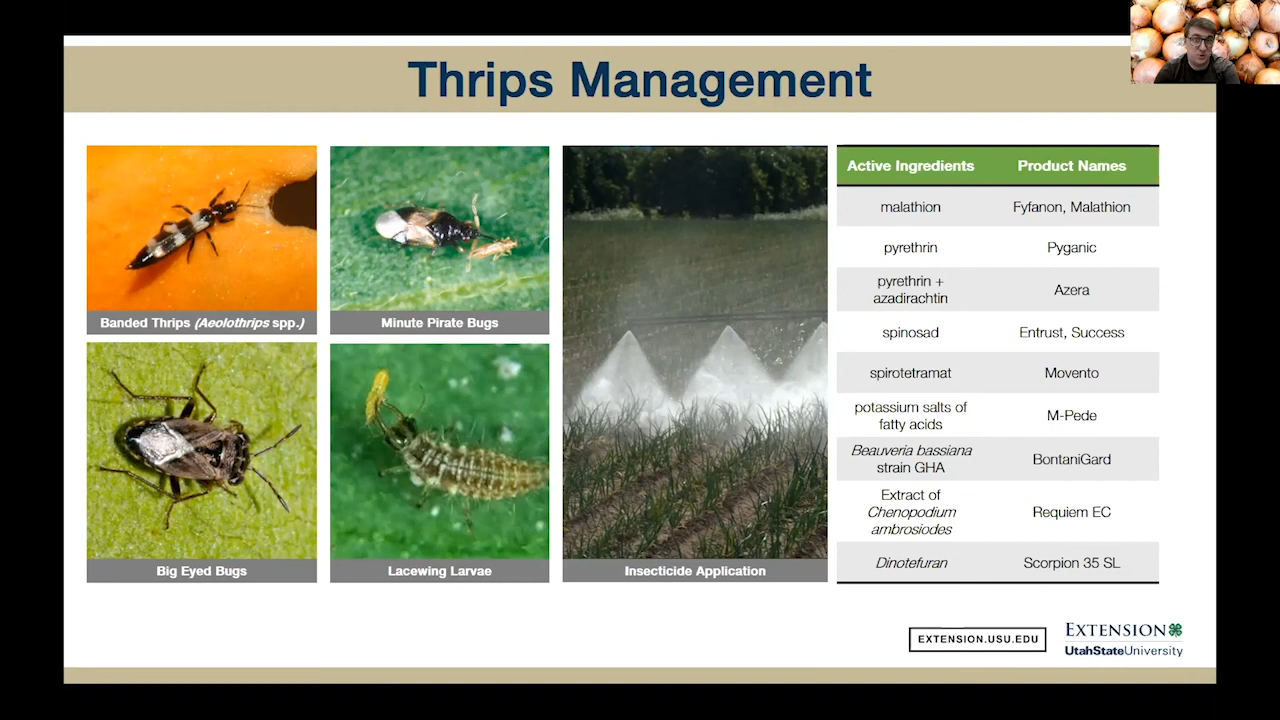 Thrips Management
Banded Thrips (Aeolothrips spp.)
Minute Pirate Bugs
Big Eyed Bugs
Lacewing Larvae
Insecticide Application
Active Ingredients Product Names
malathion Fyfanon, Malathion
pyrethrin Pyganic
pyrethrin +
azadirachtin
Azera
spinosad Entrust, Success
spirotetramat Movento
potassium salts of
fatty acids
M-Pede
Beauveria bassiana
strain GHA
BontaniGard
Extract of
Chenopodium
ambrosiodes
Requiem EC
Dinotefuran Scorpion 35 SL
EXTENSION.USU.EDU
EXTENSION
UtahStateUniversity